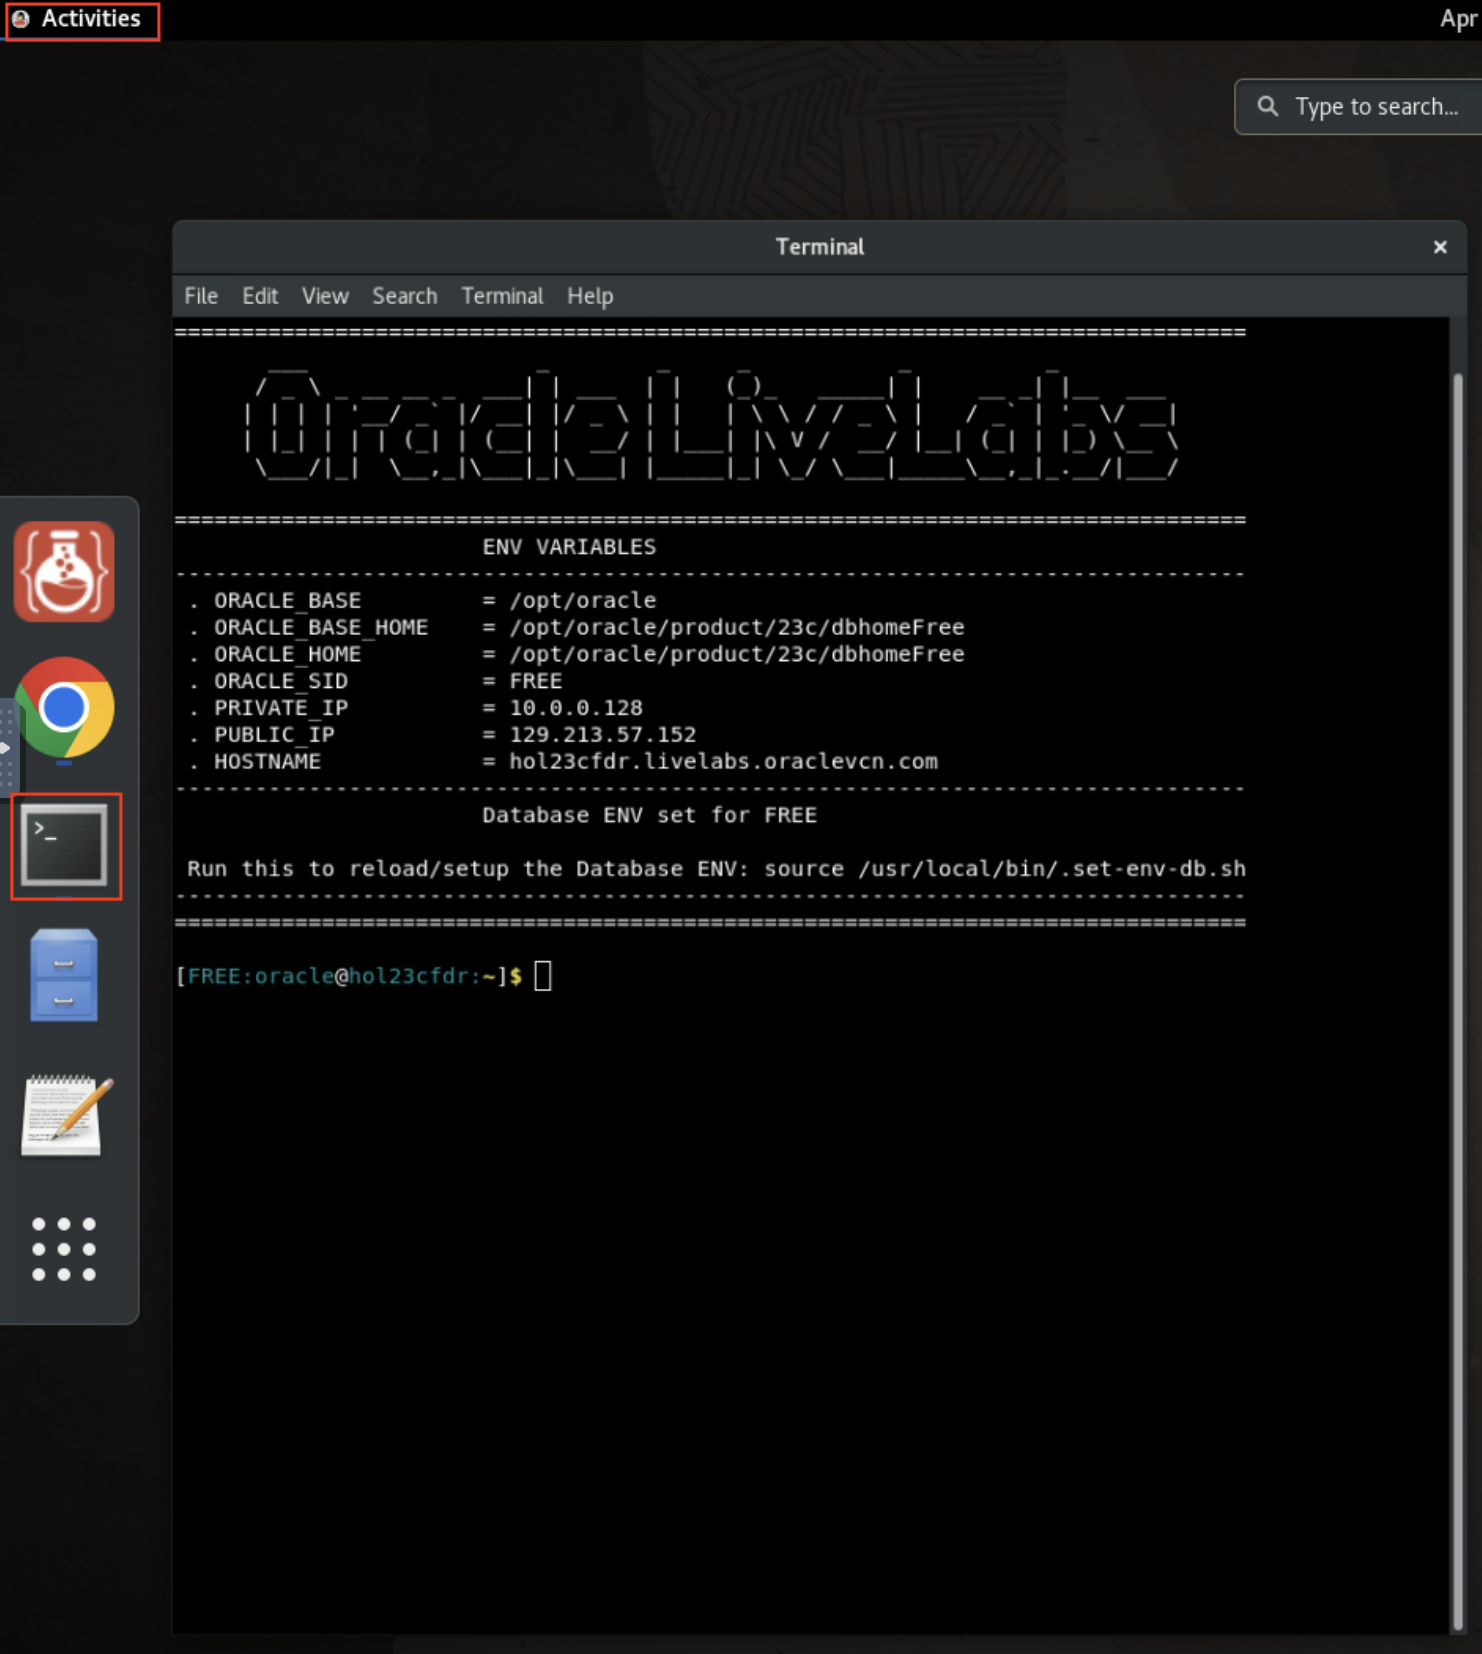 Activities
Apr
Type to search...
Terminal
File Edit View Search Terminal Help
================================================================================
Oracle LiveLabs
================================================================================
ENV VARIABLES
--------------------------------------------------------------------------------
. ORACLE_BASE = /opt/oracle
. ORACLE_BASE_HOME = /opt/oracle/product/23c/dbhomeFree
. ORACLE_HOME = /opt/oracle/product/23c/dbhomeFree
. ORACLE_SID = FREE
. PRIVATE_IP = 10.0.0.128
. PUBLIC_IP = 129.213.57.152
. HOSTNAME = hol23cfdr.livelabs.oraclevcn.com
--------------------------------------------------------------------------------
Database ENV set for FREE
Run this to reload/setup the Database ENV: source /usr/local/bin/.set-env-db.sh
--------------------------------------------------------------------------------
================================================================================
[FREE:oracle@hol23cfdr:~]$